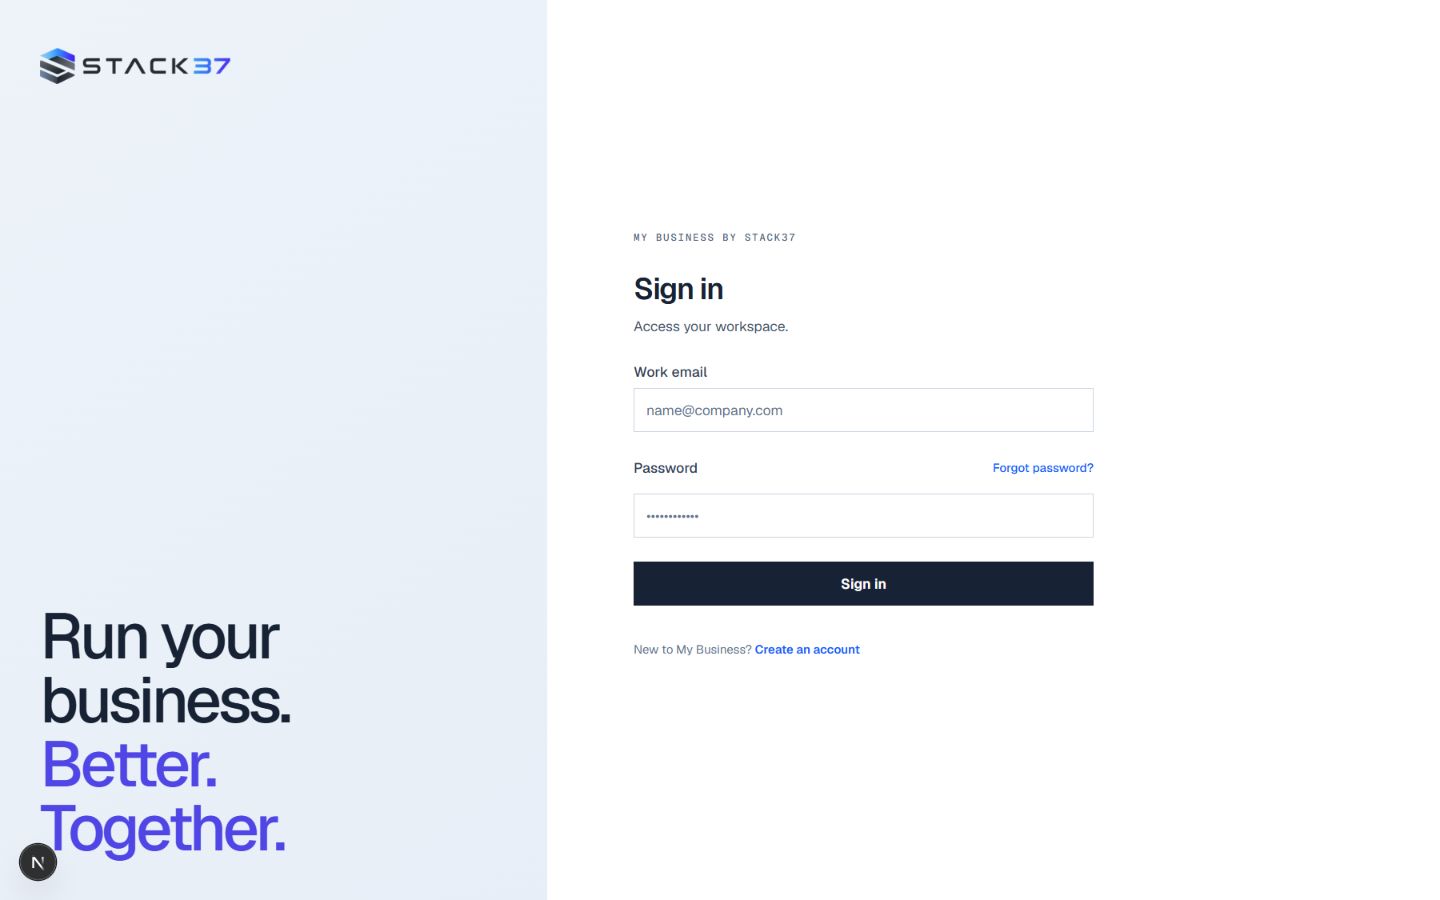 STACK37
Run your
business.
Better.
Together.
N
MY BUSINESS BY STACK37
Sign in
Access your workspace.
Work email
name@company.com
Password
Forgot password?
••••••••••••
Sign in
New to My Business? Create an account